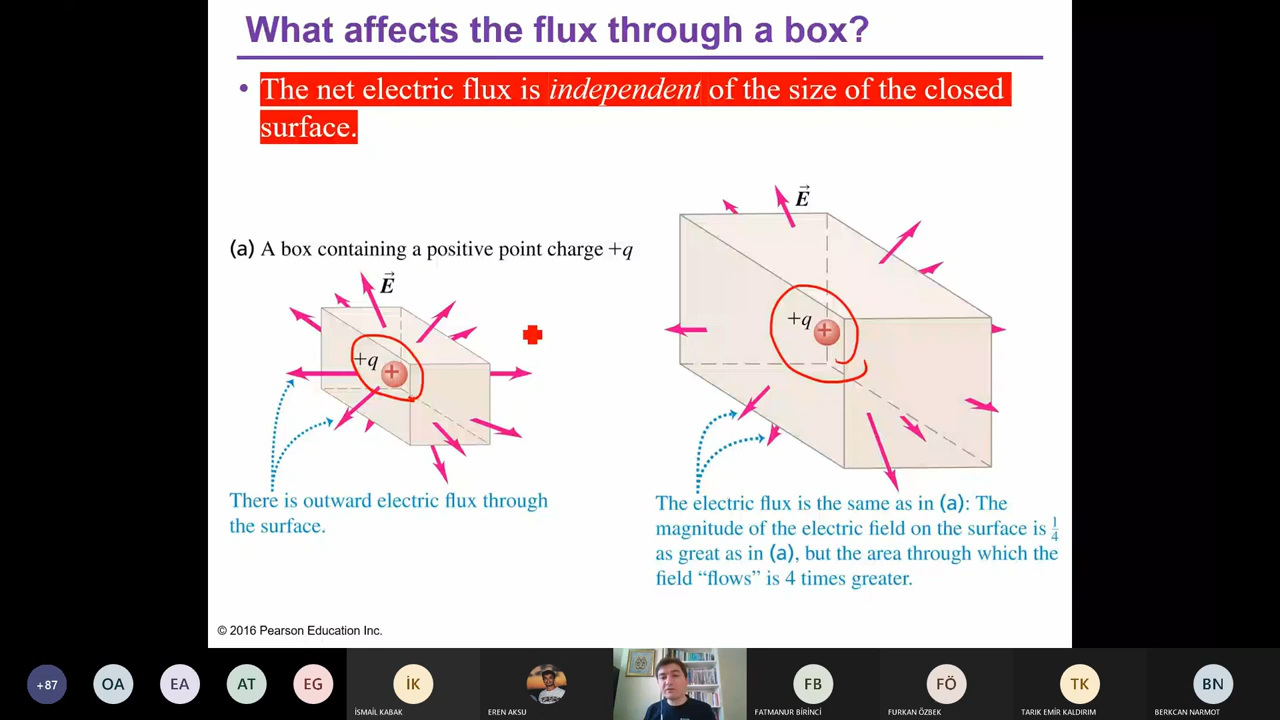 What affects the flux through a box?
• The net electric flux is independent of the size of the closed
surface.
(a) A box containing a positive point charge +q
E
+q
There is outward electric flux through
the surface.
E
+q
The electric flux is the same as in (a): The
magnitude of the electric field on the surface is 1/4
as great as in (a), but the area through which the
field “flows” is 4 times greater.
© 2016 Pearson Education Inc.
+87
OA
EA
AT
EG
İK
İSMAİL KABAK
EREN AKSU
FB
FATMANUR BİRİNCİ
FÖ
FURKAN ÖZBEK
TK
TARIK EMİR KALDIRIM
BN
BERKCAN NARMOT